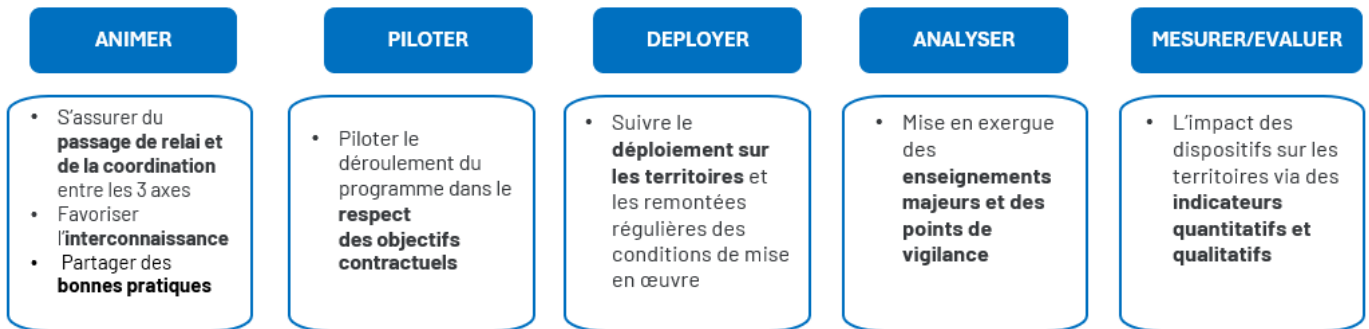 ANIMER
• S'assurer du
passage de relai et
de la coordination
entre les 3 axes
• Favoriser
l'interconnaissance
• Partager des
bonnes pratiques
PILOTER
• Piloter le
déroulement du
programme dans le
respect
des objectifs
contractuels
DEPLOYER
• Suivre le
déploiement sur
les territoires et
les remontées
régulières des
conditions de mise
en œuvre
ANALYSER
• Mise en exergue
des
enseignements
majeurs et des
points de
vigilance
MESURER/EVALUER
• L'impact des
dispositifs sur les
territoires via des
indicateurs
quantitatifs et
qualitatifs